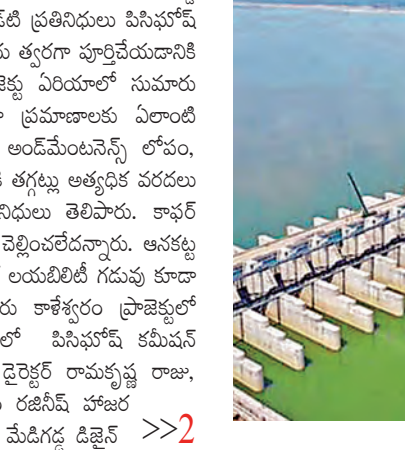 ప్రతినిధులు పిసిఘోష్
త్వరగా పూర్తిచేయడానికి
ఏరియాలో సుమారు
ప్రమాణాలకు ఏలాంటి
అండ్‌మేంటనెన్స్ లోపం,
తగ్గట్లు అత్యధిక వరదలు
తెలిపారు. కాఫర్
చెల్లించలేదన్నారు. ఆనకట్ట
లయబిలిటీ గడువు కూడా
కాళేశ్వరం ప్రాజెక్టులో
పిసిఘోష్ కమీషన్
డైరెక్టర్ రామకృష్ణ రాజు,
రజినీష్ హాజర
మేడిగడ్డ డిజైన్ >>2